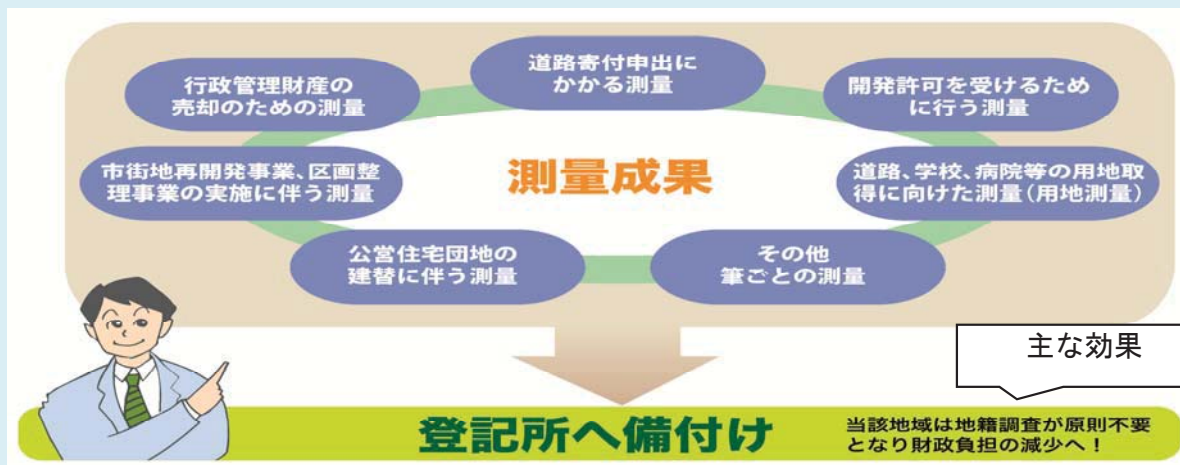 道路寄付申出に
かかる測量
行政管理財産の
売却のための測量
開発許可を受けるため
に行う測量
市街地再開発事業、区画整
理事業の実施に伴う測量
測量成果
道路、学校、病院等の用地取
得に向けた測量(用地測量)
公営住宅団地の
建替に伴う測量
その他
筆ごとの測量
主な効果
登記所へ備付け
当該地域は地籍調査が原則不要
となり財政負担の減少へ!